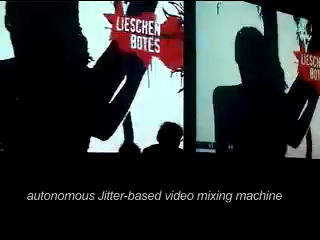 LIESCHEN
BOTES
LIESCHEN
BOTES
autonomous Jitter-based video mixing machine